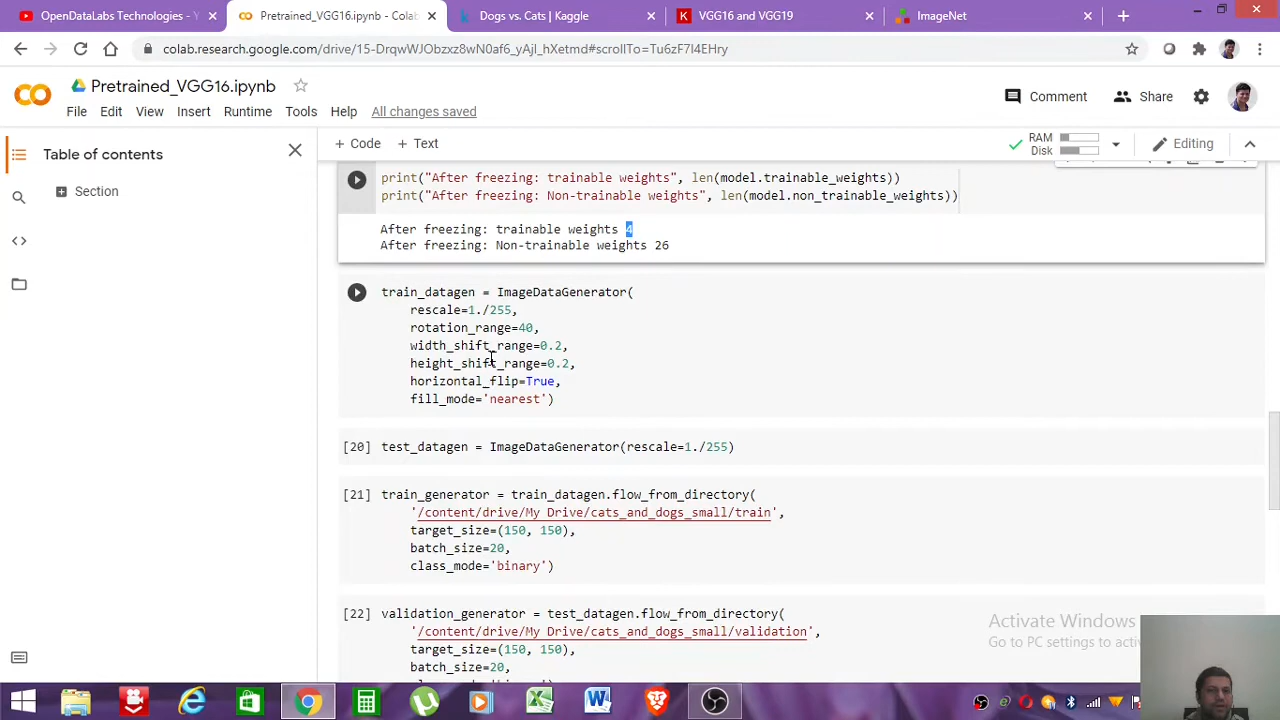 OpenDataLabs Technologies - Y
Pretrained_VGG16.ipynb - Colab
Dogs vs. Cats | Kaggle
VGG16 and VGG19
ImageNet
colab.research.google.com/drive/15-DrqwWJObzxz8wN0af6_yAjI_hXetmd#scrollTo=Tu6zF7l4EHry
Pretrained_VGG16.ipynb
File Edit View Insert Runtime Tools Help All changes saved
Comment Share
Table of contents
Section
+ Code + Text
RAM
Disk
Editing
print("After freezing: trainable weights", len(model.trainable_weights))
print("After freezing: Non-trainable weights", len(model.non_trainable_weights))
After freezing: trainable weights 4
After freezing: Non-trainable weights 26
train_datagen = ImageDataGenerator(
rescale=1./255,
rotation_range=40,
width_shift_range=0.2,
height_shift_range=0.2,
horizontal_flip=True,
fill_mode='nearest')
[20] test_datagen = ImageDataGenerator(rescale=1./255)
[21] train_generator = train_datagen.flow_from_directory(
'/content/drive/My Drive/cats_and_dogs_small/train',
target_size=(150, 150),
batch_size=20,
class_mode='binary')
[22] validation_generator = test_datagen.flow_from_directory(
'/content/drive/My Drive/cats_and_dogs_small/validation',
target_size=(150, 150),
batch_size=20,
Activate Windows
Go to PC settings to